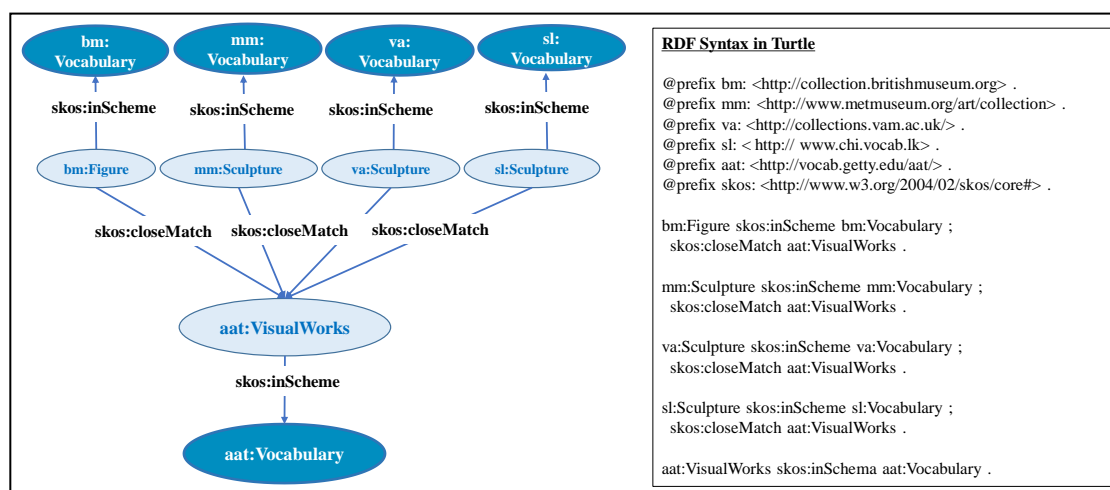 bm:
Vocabulary
mm:
Vocabulary
va:
Vocabulary
sl:
Vocabulary
skos:inScheme
skos:inScheme
skos:inScheme
skos:inScheme
bm:Figure
mm:Sculpture
va:Sculpture
sl:Sculpture
skos:closeMatch
skos:closeMatch
skos:closeMatch
aat:VisualWorks
skos:inScheme
aat:Vocabulary
RDF Syntax in Turtle
@prefix bm: <http://collection.britishmuseum.org> .
@prefix mm: <http://www.metmuseum.org/art/collection> .
@prefix va: <http://collections.vam.ac.uk/> .
@prefix sl: < http:// www.chi.vocab.lk> .
@prefix aat: <http://vocab.getty.edu/aat/> .
@prefix skos: <http://www.w3.org/2004/02/skos/core#> .
bm:Figure skos:inScheme bm:Vocabulary ;
skos:closeMatch aat:VisualWorks .
mm:Sculpture skos:inScheme mm:Vocabulary ;
skos:closeMatch aat:VisualWorks .
va:Sculpture skos:inScheme va:Vocabulary ;
skos:closeMatch aat:VisualWorks .
sl:Sculpture skos:inScheme sl:Vocabulary ;
skos:closeMatch aat:VisualWorks .
aat:VisualWorks skos:inSchema aat:Vocabulary .